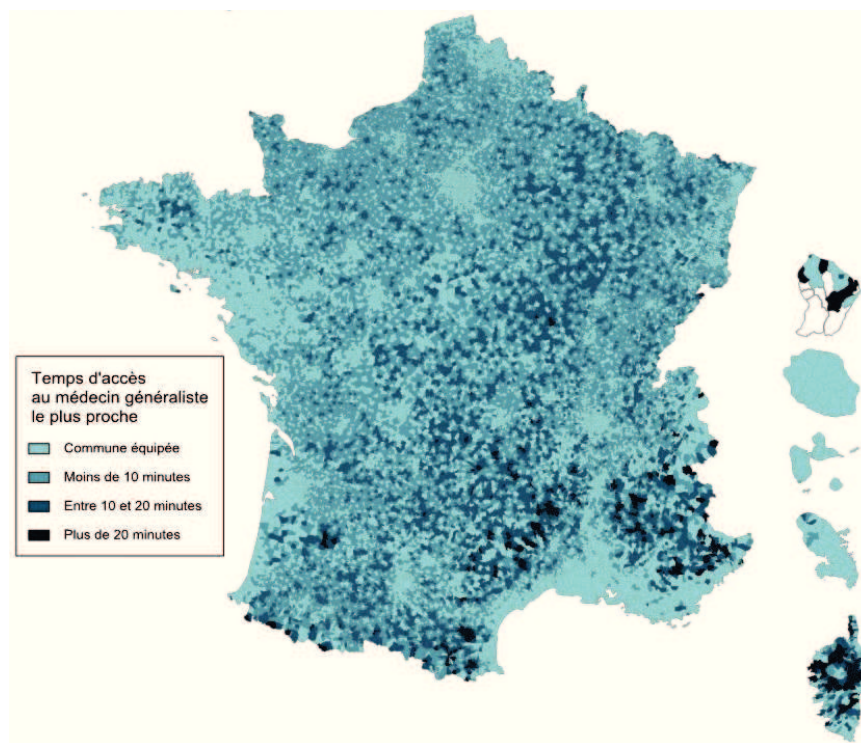 Temps d'accès
au médecin généraliste
le plus proche
Commune équipée
Moins de 10 minutes
Entre 10 et 20 minutes
Plus de 20 minutes